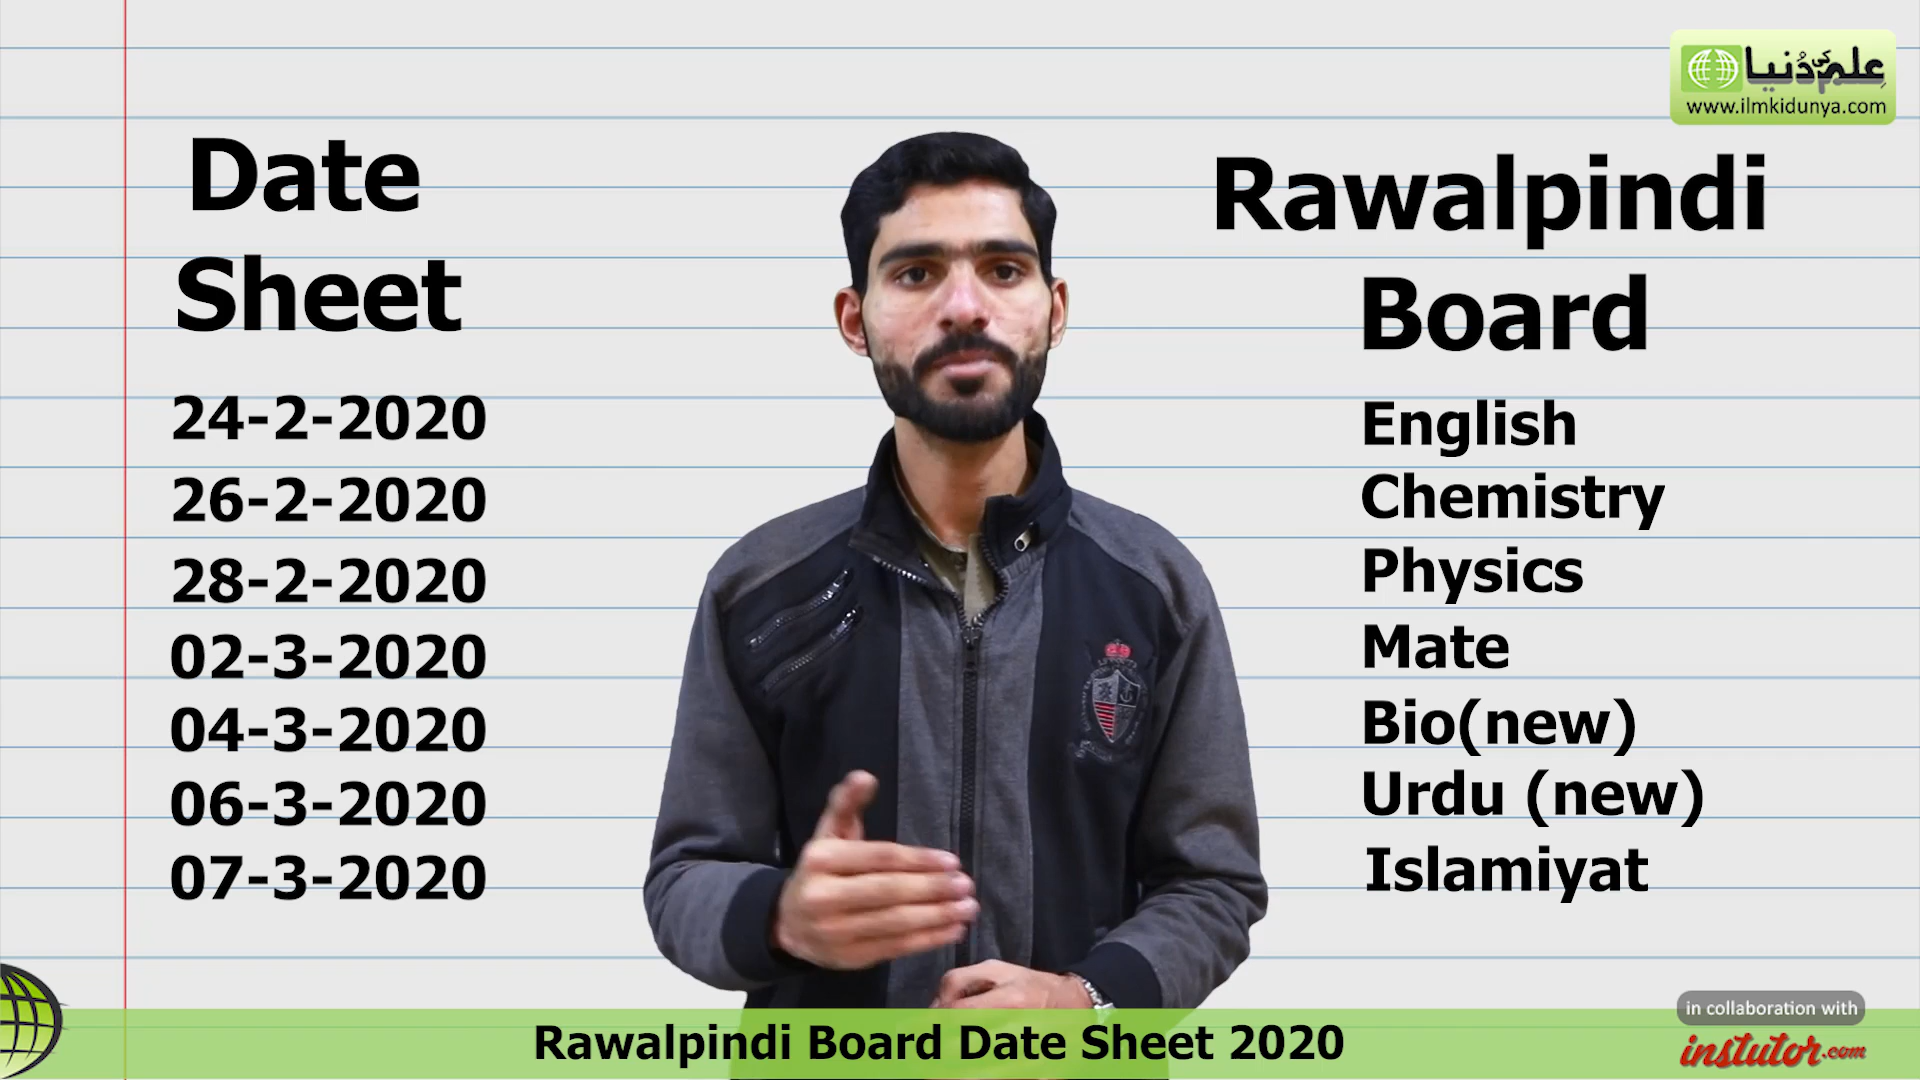 علم کی دُنیا
www.ilmkidunya.com
Date
Sheet
Rawalpindi
Board
24-2-2020
English
26-2-2020
Chemistry
28-2-2020
Physics
02-3-2020
Mate
04-3-2020
Bio(new)
06-3-2020
Urdu (new)
07-3-2020
Islamiyat
in collaboration with
instutor.com
Rawalpindi Board Date Sheet 2020